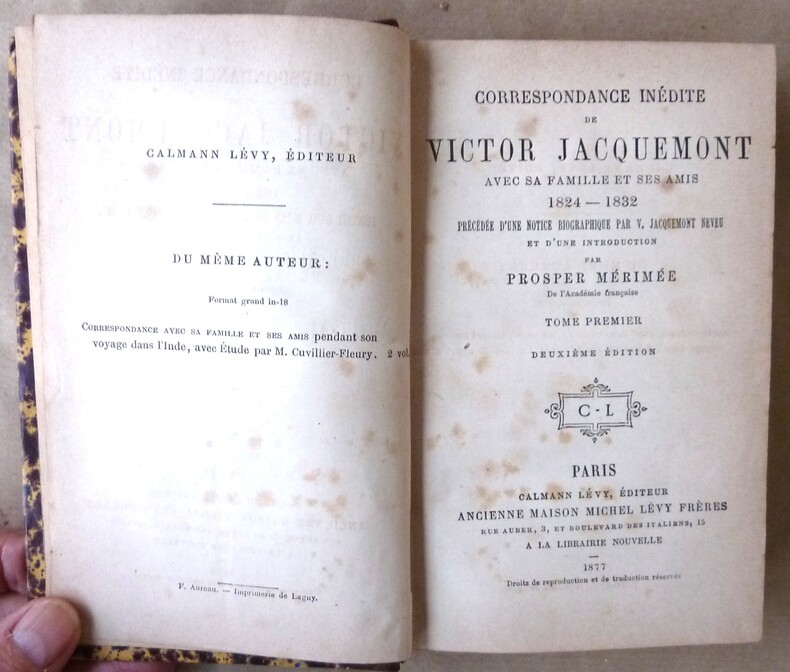 CALMANN LÉVY, ÉDITEUR
DU MÊME AUTEUR:
Format grand in-18
CORRESPONDANCE AVEC SA FAMILLE ET SES AMIS pendant son
voyage dans l'Inde, avec Étude par M. Cuvillier-Fleury. 2 vol.
F. Aureau. — Imprimerie de Lagny.
CORRESPONDANCE INÉDITE
DE
VICTOR JACQUEMONT
AVEC SA FAMILLE ET SES AMIS
1824 — 1832
PRÉCÉDÉE D'UNE NOTICE BIOGRAPHIQUE PAR V. JACQUEMONT NEVEU
ET D'UNE INTRODUCTION
PAR
PROSPER MÉRIMÉE
De l'Académie française
TOME PREMIER
DEUXIÈME ÉDITION
C-L
PARIS
CALMANN LÉVY, ÉDITEUR
ANCIENNE MAISON MICHEL LÉVY FRÈRES
RUE AUBER, 3, ET BOULEVARD DES ITALIENS, 15
A LA LIBRAIRIE NOUVELLE
1877
Droits de reproduction et de traduction réservés